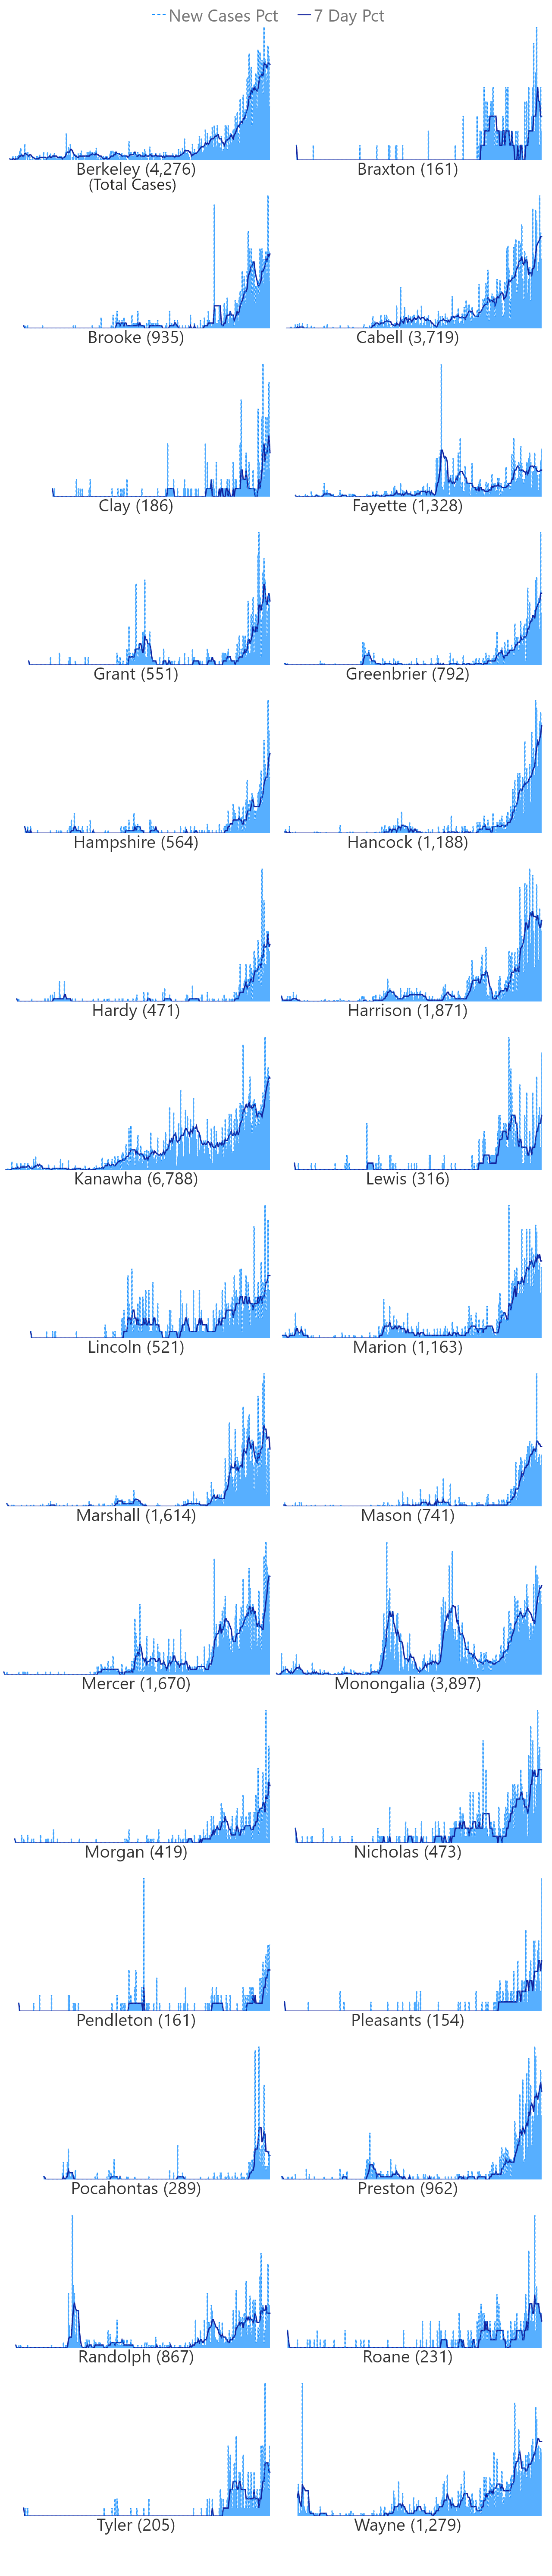 New Cases Pct 7 Day Pct
Berkeley (4,276) Braxton (161)
(Total Cases)
Brooke (935) Cabell (3,719)
Clay (186) Fayette (1,328)
Grant (551) Greenbrier (792)
Hampshire (564) Hancock (1,188)
Hardy (471) Harrison (1,871)
Kanawha (6,788) Lewis (316)
Lincoln (521) Marion (1,163)
Marshall (1,614) Mason (741)
Mercer (1,670) Monongalia (3,897)
Morgan (419) Nicholas (473)
Pendleton (161) Pleasants (154)
Pocahontas (289) Preston (962)
Randolph (867) Roane (231)
Tyler (205) Wayne (1,279)